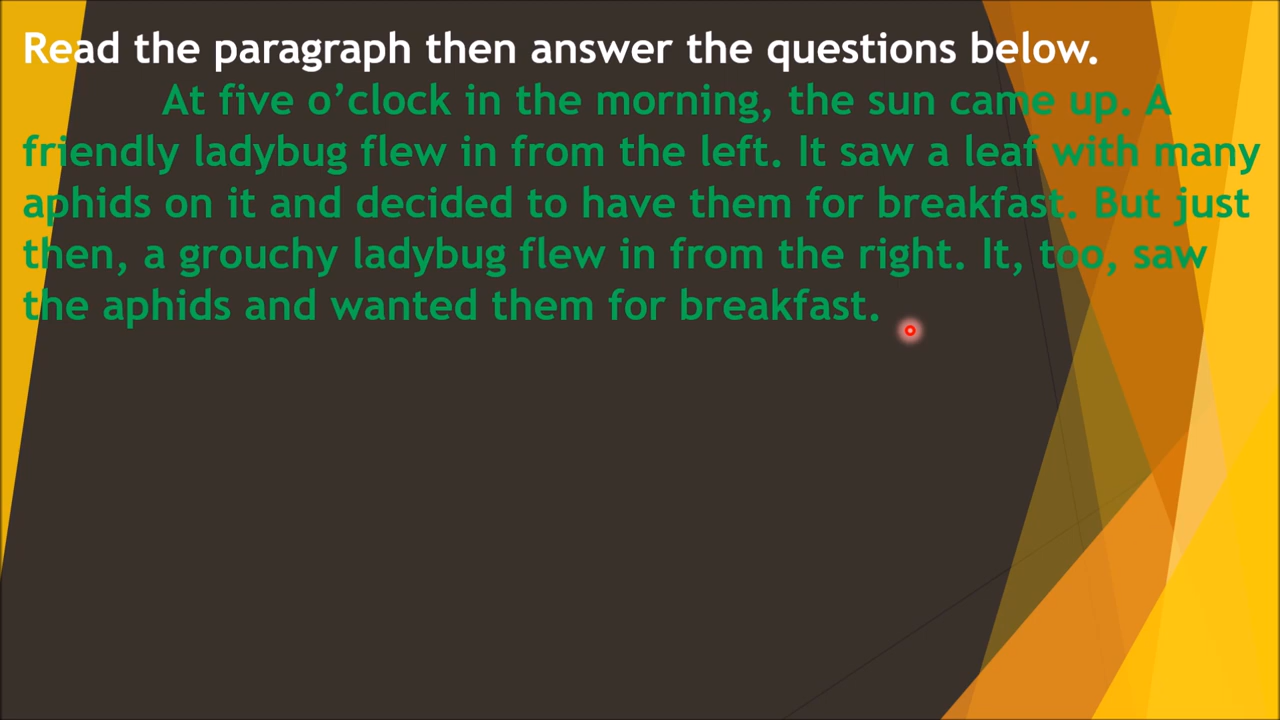 Read the paragraph then answer the questions below.
At five o’clock in the morning, the sun came up. A
friendly ladybug flew in from the left. It saw a leaf with many
aphids on it and decided to have them for breakfast. But just
then, a grouchy ladybug flew in from the right. It, too, saw
the aphids and wanted them for breakfast.